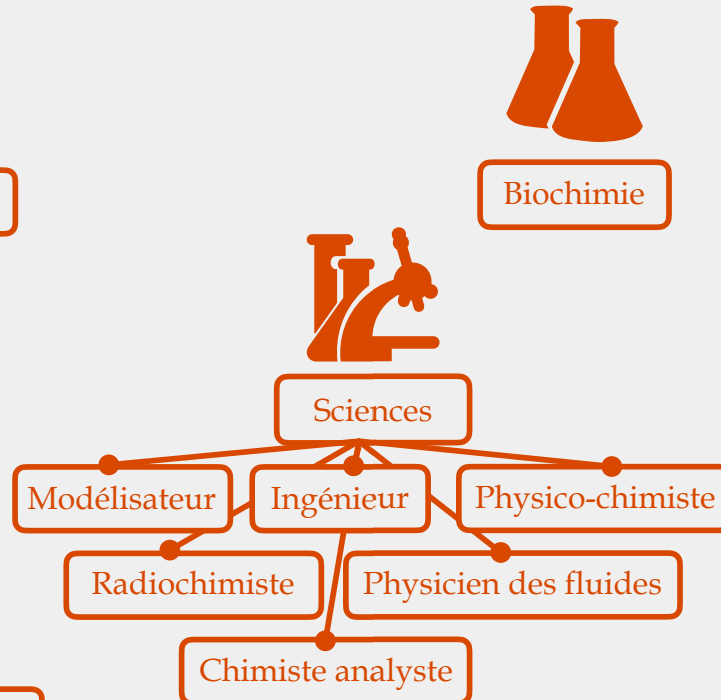 Biochimie
Sciences
Modélisateur
Ingénieur
Physico-chimiste
Radiochimiste
Physicien des fluides
Chimiste analyste